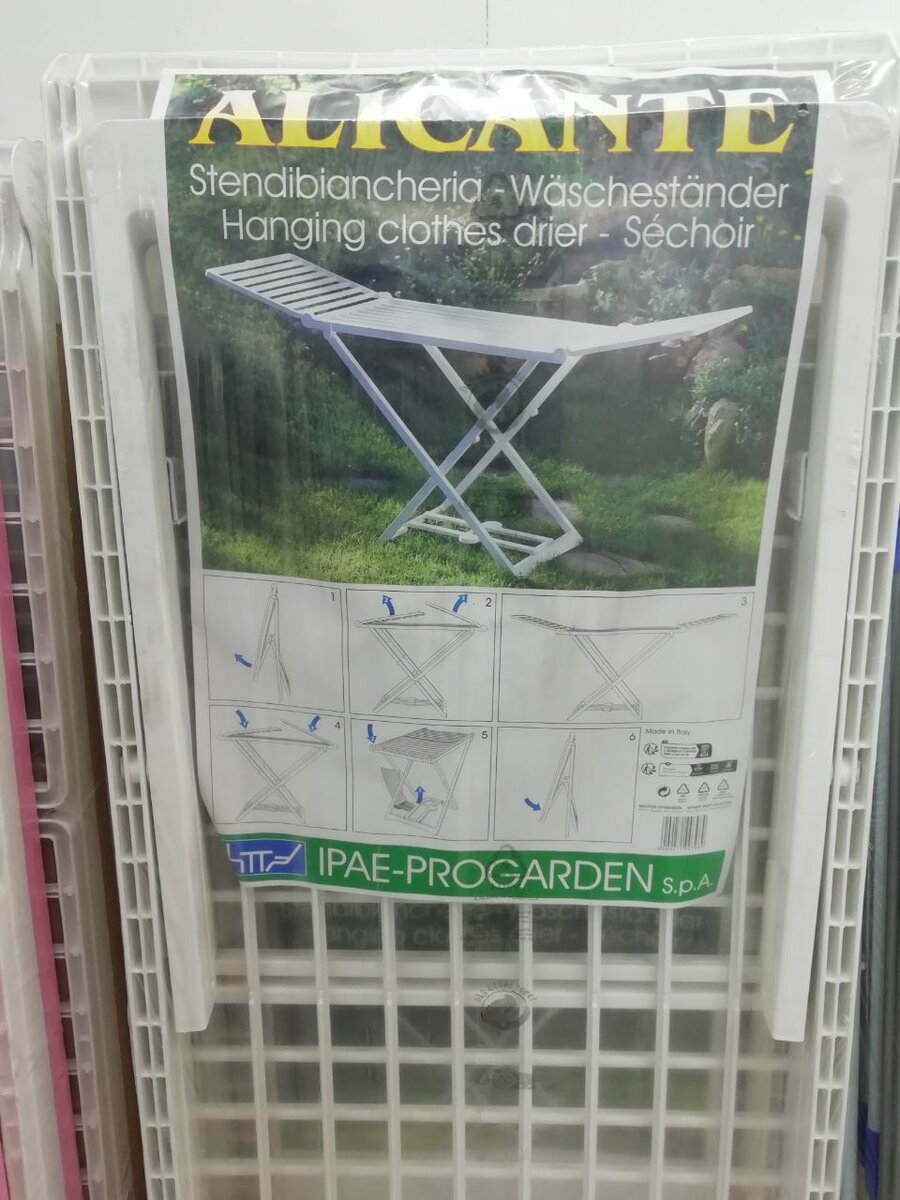 ALICANTE
Stendibiancheria - Wäscheständer
Hanging clothes drier - Séchoir
1
2
3
4
5
6
Made in Italy
IPAE-PROGARDEN S.p.A.